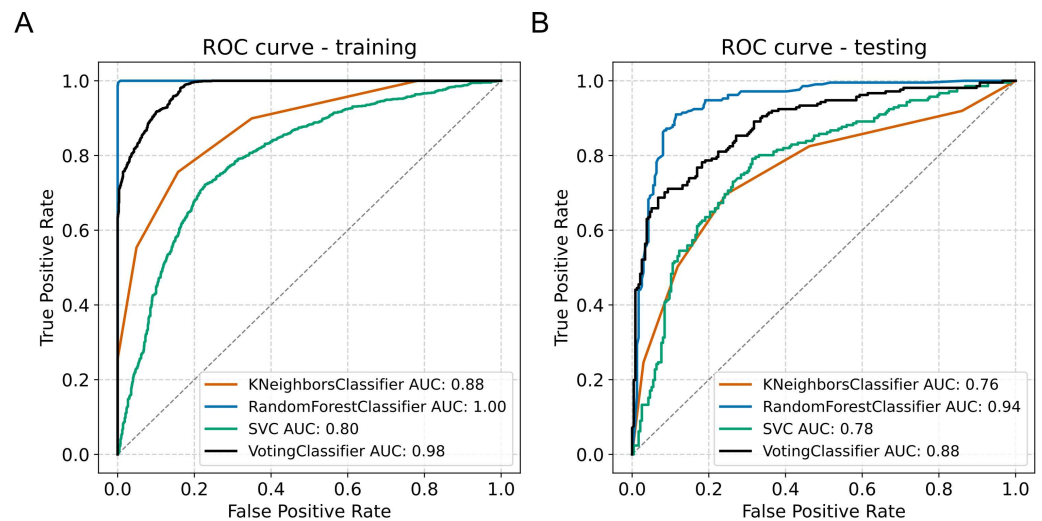 A
ROC curve - training
True Positive Rate
1.0
0.8
0.6
0.4
0.2
0.0
KNeighborsClassifier AUC: 0.88
RandomForestClassifier AUC: 1.00
SVC AUC: 0.80
VotingClassifier AUC: 0.98
0.0 0.2 0.4 0.6 0.8 1.0
False Positive Rate
B
ROC curve - testing
True Positive Rate
1.0
0.8
0.6
0.4
0.2
0.0
KNeighborsClassifier AUC: 0.76
RandomForestClassifier AUC: 0.94
SVC AUC: 0.78
VotingClassifier AUC: 0.88
0.0 0.2 0.4 0.6 0.8 1.0
False Positive Rate